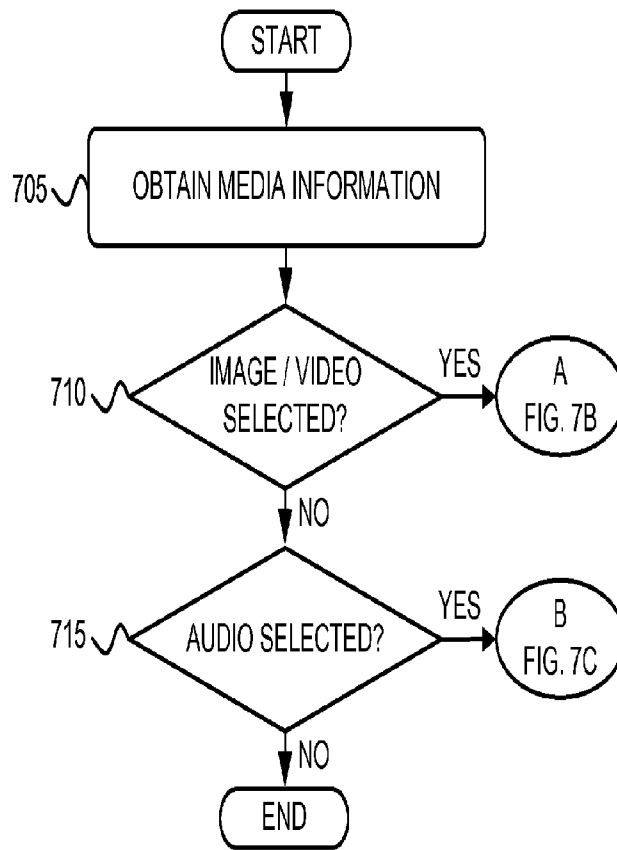 START
705
OBTAIN MEDIA INFORMATION
710
IMAGE / VIDEO
SELECTED?
YES
A
FIG. 7B
NO
715
AUDIO SELECTED?
YES
B
FIG. 7C
NO
END